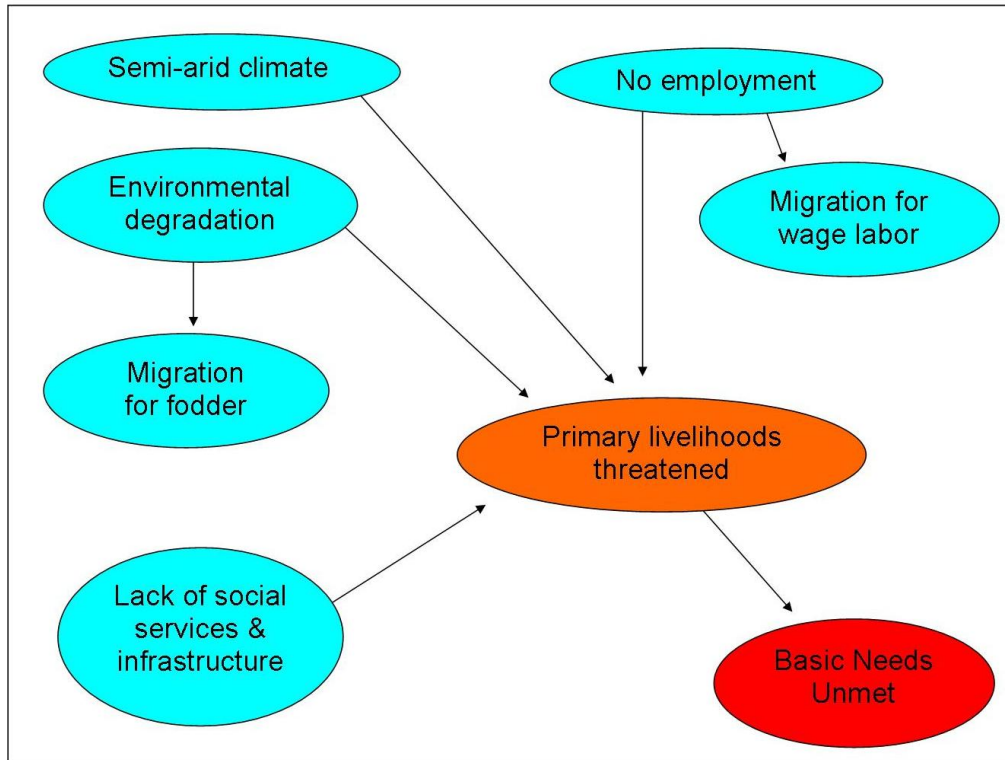 Semi-arid climate
No employment
Environmental
degradation
Migration for
wage labor
Migration
for fodder
Primary livelihoods
threatened
Lack of social
services &
infrastructure
Basic Needs
Unmet